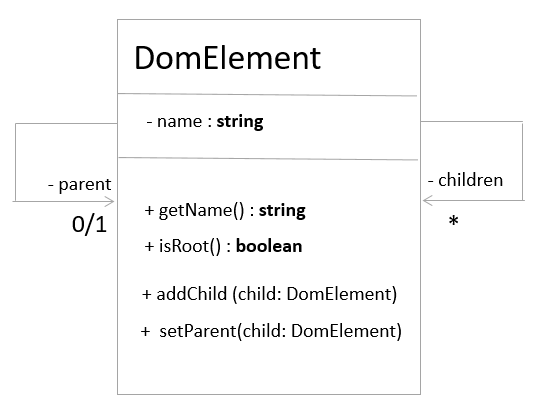 DomElement
- name : string
- parent
0/1
- children
*
+ getName() : string
+ isRoot() : boolean
+ addChild (child: DomElement)
+ setParent(child: DomElement)